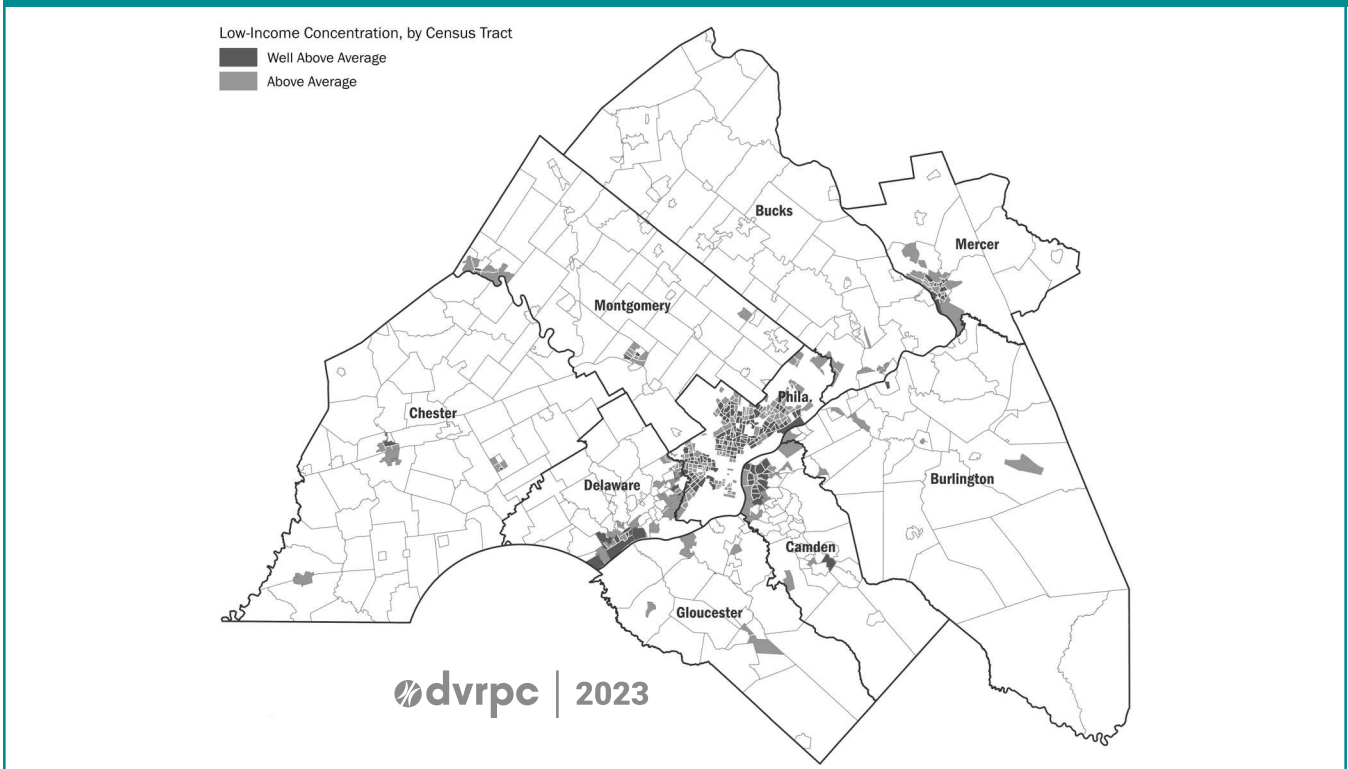 Low-Income Concentration, by Census Tract
Well Above Average
Above Average
Bucks
Mercer
Montgomery
Phila.
Chester
Burlington
Delaware
Camden
Gloucester
dvrpc | 2023